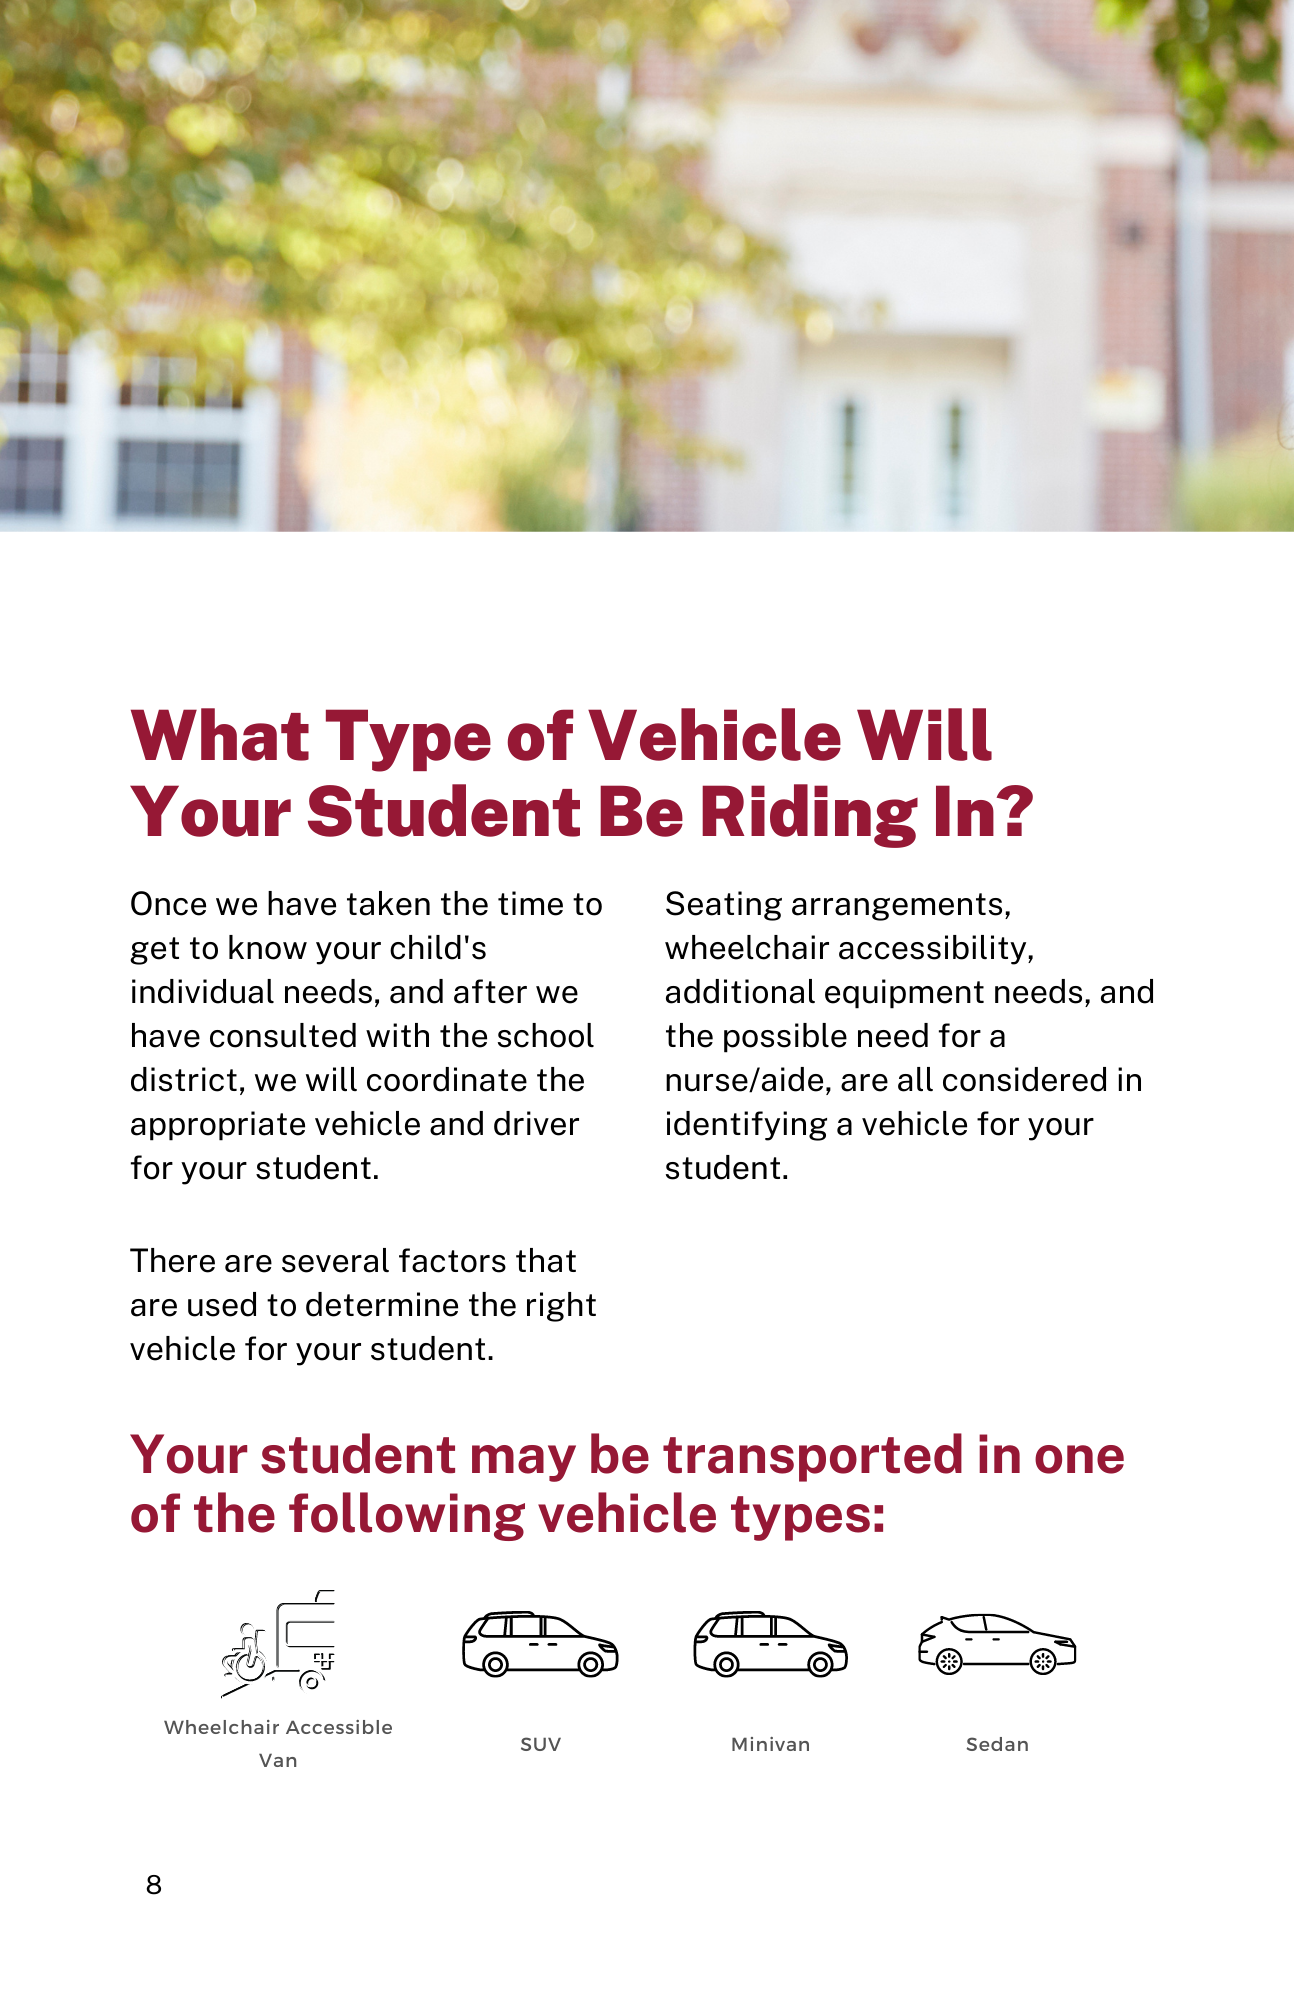 What Type of Vehicle Will
Your Student Be Riding In?
Once we have taken the time to
get to know your child's
individual needs, and after we
have consulted with the school
district, we will coordinate the
appropriate vehicle and driver
for your student.
There are several factors that
are used to determine the right
vehicle for your student.
Seating arrangements,
wheelchair accessibility,
additional equipment needs, and
the possible need for a
nurse/aide, are all considered in
identifying a vehicle for your
student.
Your student may be transported in one
of the following vehicle types:
Wheelchair Accessible
Van
SUV
Minivan
Sedan
8